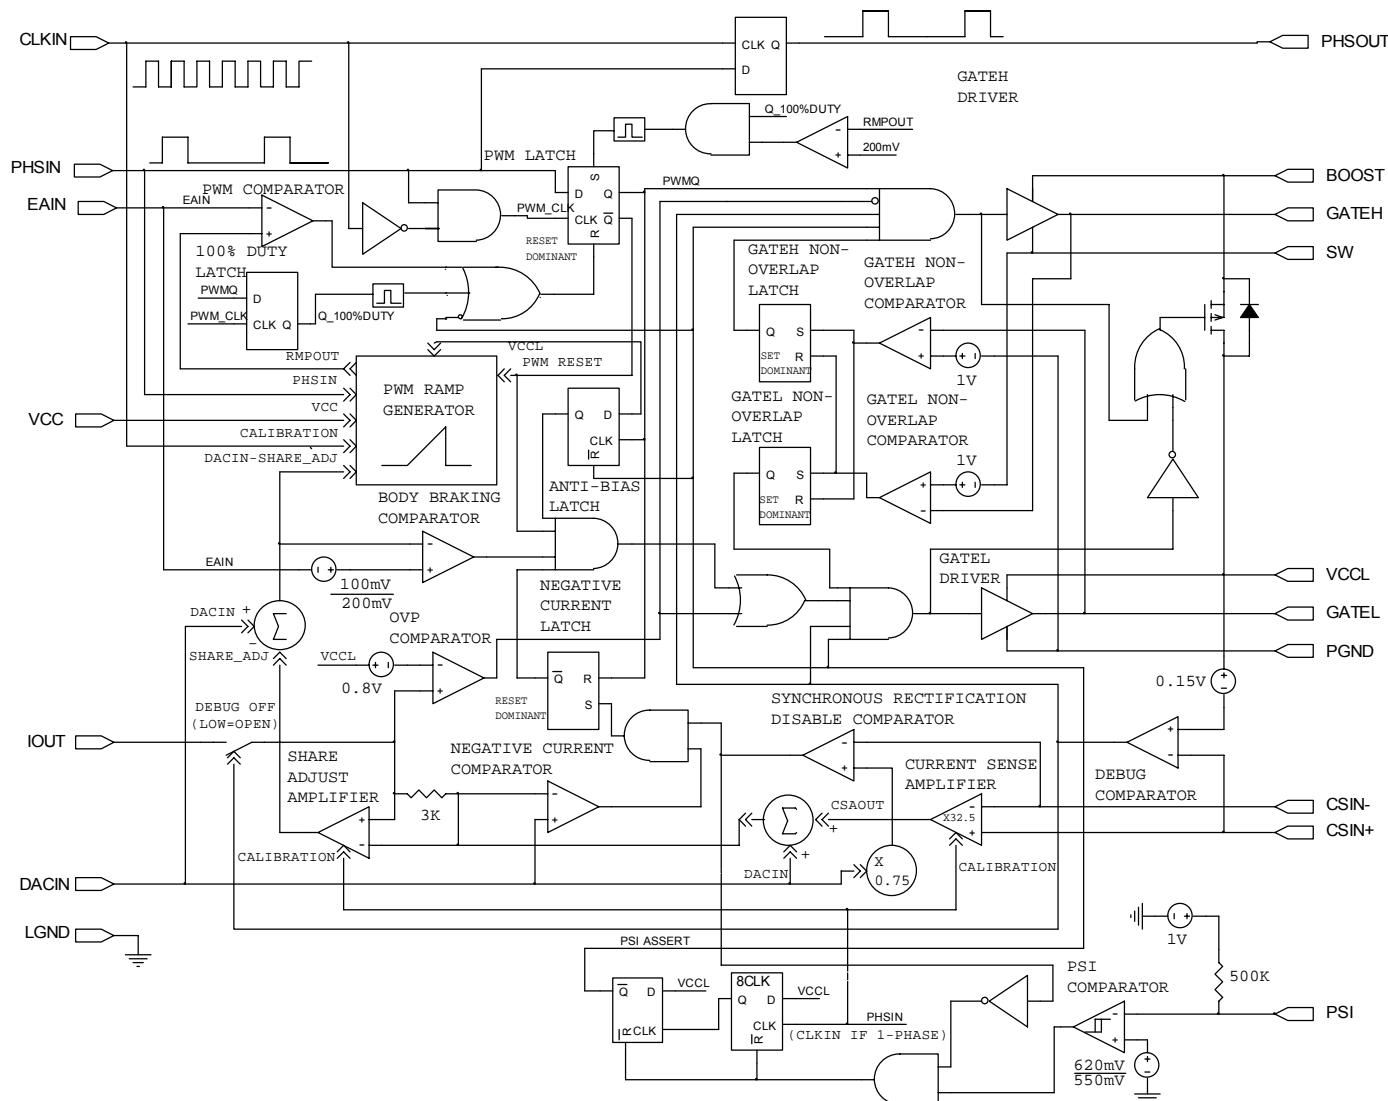 CLKIN
CLK Q
D
PHSOUT
GATEH
DRIVER
Q_100%DUTY
RMPOUT
-
+
200mV
PHSIN
PWM LATCH
S
D Q
CLK Q
R
PWM_CLK
RESET
DOMINANT
PWMQ
BOOST
EAIN
EAIN
PWM COMPARATOR
-
+
GATEH
SW
100% DUTY
LATCH
PWMQ
D
PWM_CLK
CLK Q
Q_100%DUTY
GATEH NON-
OVERLAP
LATCH
Q S
SET R
DOMINANT
GATEH NON-
OVERLAP
COMPARATOR
-
+
1V
VCCL
PWM RESET
RMPOUT
PHSIN
VCC
CALIBRATION
DACIN-SHARE_ADJ
PWM RAMP
GENERATOR
VCC
Q D
CLK
R
ANTI-BIAS
LATCH
GATEL NON-
OVERLAP
LATCH
Q S
SET R
DOMINANT
GATEL NON-
OVERLAP
COMPARATOR
1V
+
-
BODY BRAKING
COMPARATOR
-
+
EAIN
100mV
200mV
NEGATIVE
CURRENT
LATCH
GATEL
DRIVER
VCCL
GATEL
PGND
DACIN +
Σ
-
SHARE_ADJ
OVP
COMPARATOR
VCCL
0.8V
-
+
Q R
S
RESET
DOMINANT
0.15V
DEBUG OFF
(LOW=OPEN)
IOUT
SYNCHRONOUS RECTIFICATION
DISABLE COMPARATOR
-
+
NEGATIVE CURRENT
COMPARATOR
-
+
SHARE
ADJUST
AMPLIFIER
+
-
3K
CURRENT SENSE
AMPLIFIER
X32.5
-
+
DEBUG
COMPARATOR
+
-
CSIN-
CSIN+
CSAOUT
Σ
+
+
DACIN
CALIBRATION
CALIBRATION
X
0.75
DACIN
LGND
1V
PSI ASSERT
Q D
R CLK
VCCL
8CLK
Q D
CLK
R
VCCL
PHSIN
(CLKIN IF 1-PHASE)
PSI
COMPARATOR
-
+
500K
PSI
620mV
550mV